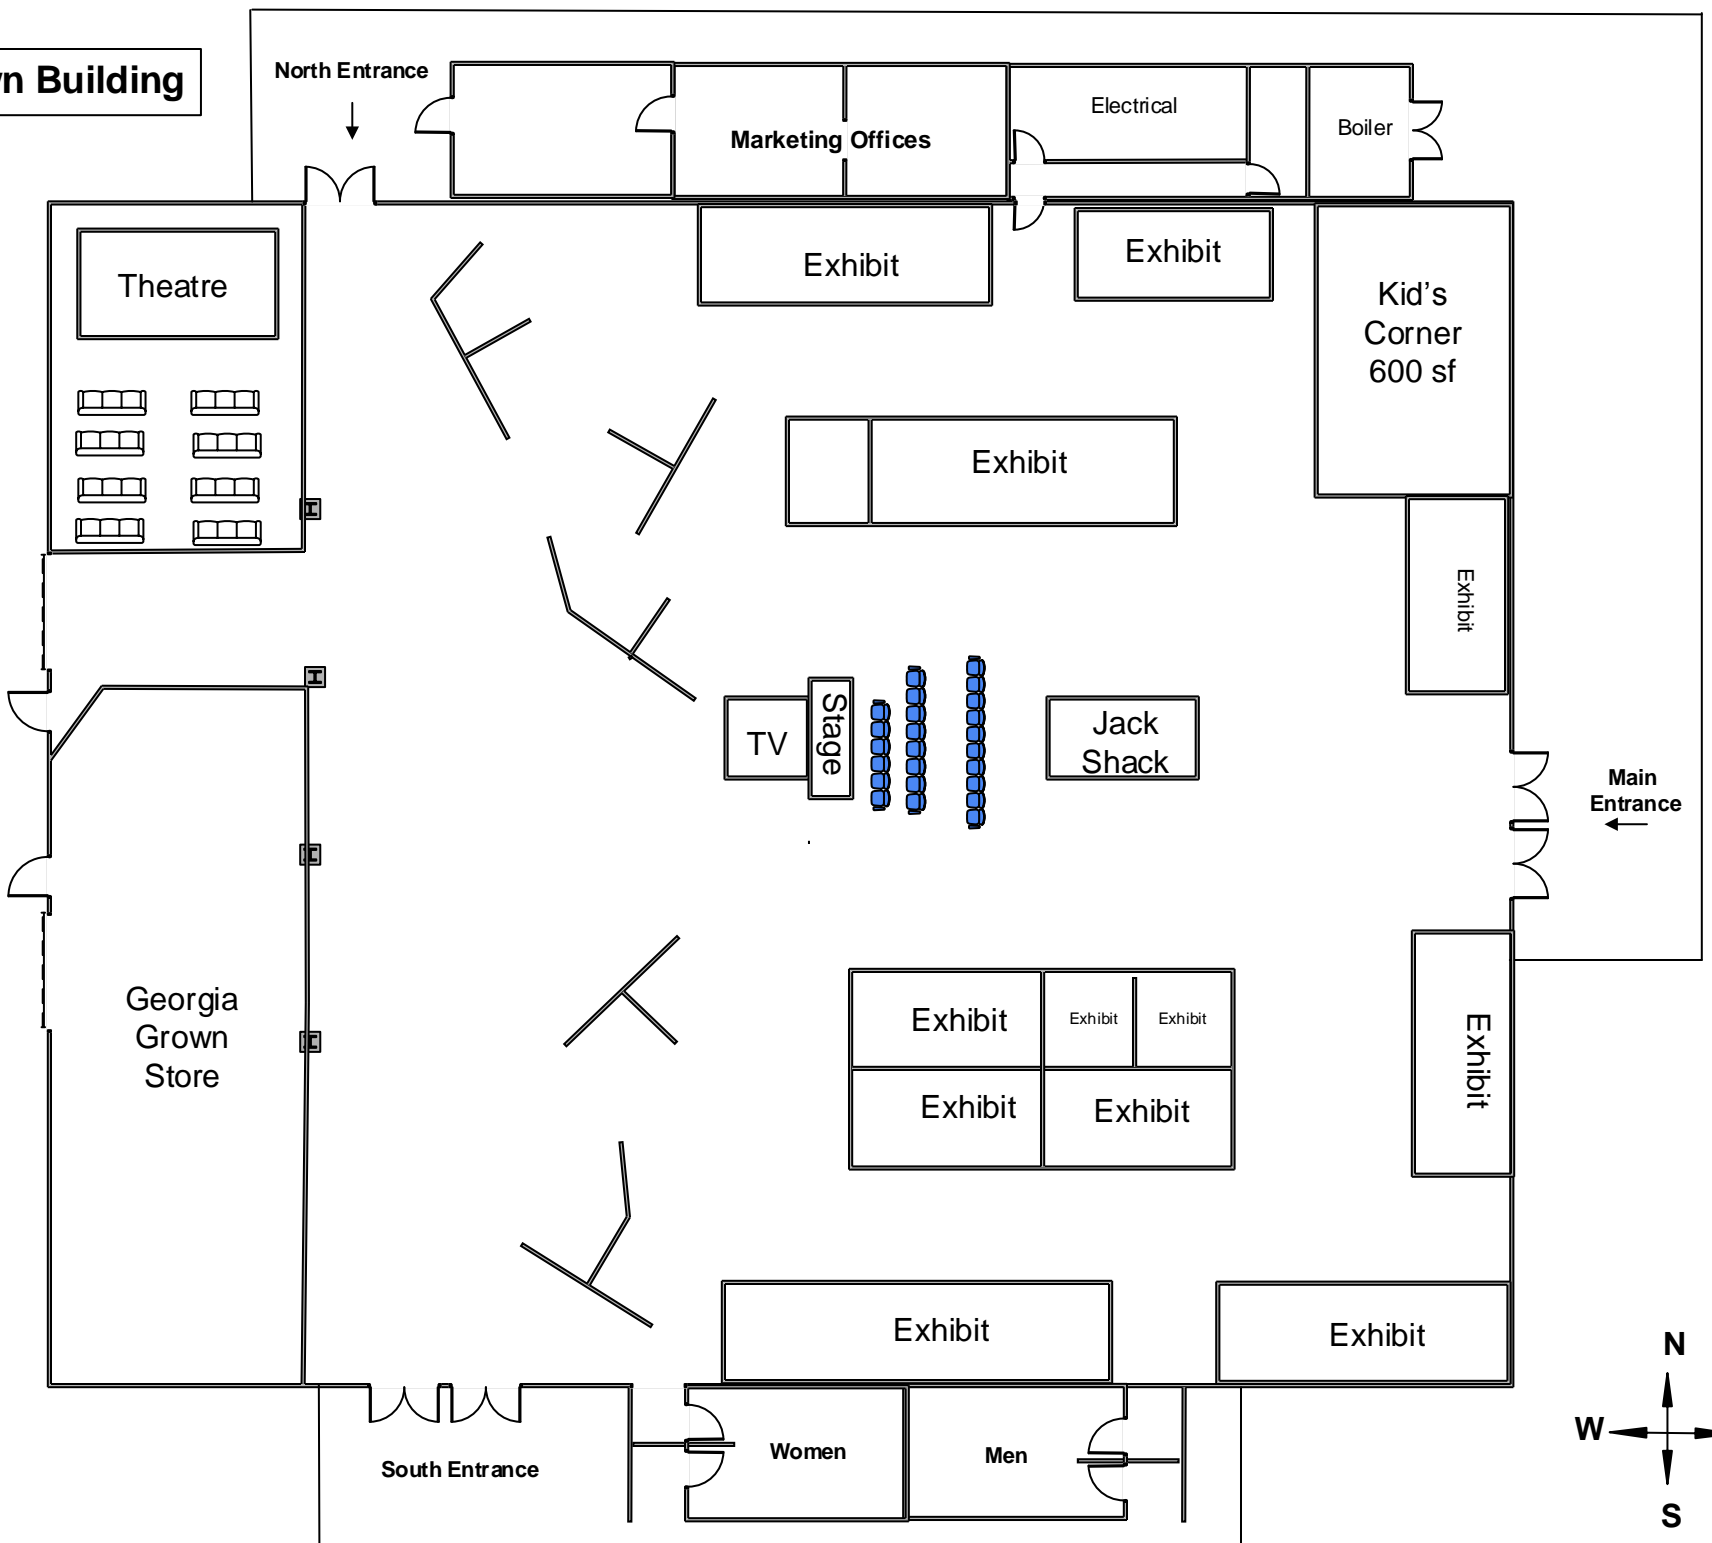 Building
North Entrance
Marketing Offices
Electrical
Boiler
Theatre
Exhibit
Exhibit
Kid's
Corner
600 sf
Exhibit
Exhibit
TV
Stage
Jack
Shack
Main
Entrance
Georgia
Grown
Store
Exhibit
Exhibit
Exhibit
Exhibit
Exhibit
Exhibit
Exhibit
Exhibit
South Entrance
Women
Men
N
W
S